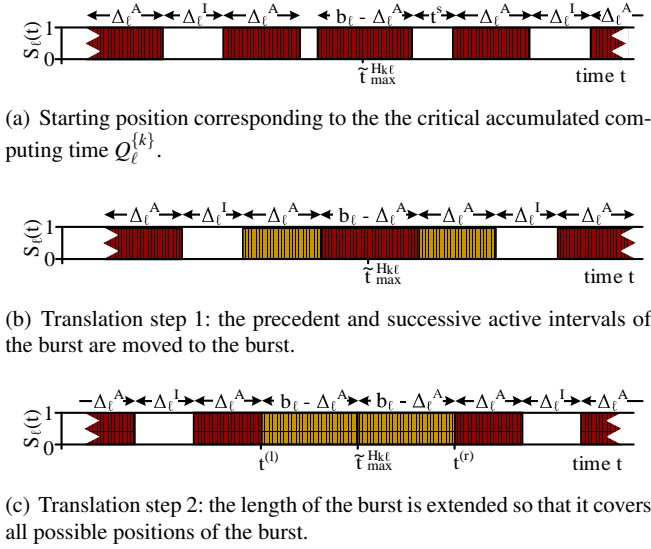 Δℓ^A Δℓ^I Δℓ^A bℓ - Δℓ^A t^s Δℓ^A Δℓ^I Δℓ^A
Sℓ(t)
1
0
t̃_max^Hkℓ time t
(a) Starting position corresponding to the the critical accumulated com-
puting time Qℓ^{k}.
Δℓ^A Δℓ^I Δℓ^A bℓ - Δℓ^A Δℓ^A Δℓ^I Δℓ^A
Sℓ(t)
1
0
t̃_max^Hkℓ time t
(b) Translation step 1: the precedent and successive active intervals of
the burst are moved to the burst.
Δℓ^A Δℓ^I Δℓ^A bℓ - Δℓ^A bℓ - Δℓ^A Δℓ^A Δℓ^I Δℓ^A
Sℓ(t)
1
0
t^(l) t̃_max^Hkℓ t^(r) time t
(c) Translation step 2: the length of the burst is extended so that it covers
all possible positions of the burst.